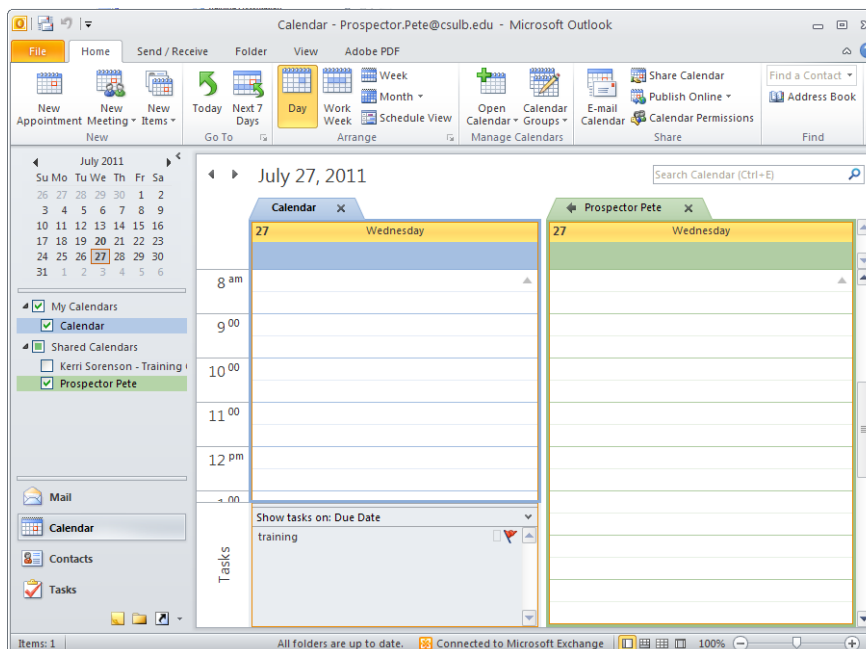 Calendar - Prospector.Pete@csulb.edu - Microsoft Outlook
File Home Send / Receive Folder View Adobe PDF
New Appointment
New Meeting
New Items
New
Today
Next 7 Days
Go To
Day
Work Week
Week
Month
Schedule View
Arrange
Open Calendar
Calendar Groups
Manage Calendars
E-mail Calendar
Share Calendar
Publish Online
Calendar Permissions
Share
Find a Contact
Address Book
Find
July 2011
Su Mo Tu We Th Fr Sa
26 27 28 29 30 1 2
3 4 5 6 7 8 9
10 11 12 13 14 15 16
17 18 19 20 21 22 23
24 25 26 27 28 29 30
31 1 2 3 4 5 6
My Calendars
Calendar
Shared Calendars
Kerri Sorenson - Training
Prospector Pete
Mail
Calendar
Contacts
Tasks
July 27, 2011
Search Calendar (Ctrl+E)
Calendar
Prospector Pete
27 Wednesday
27 Wednesday
8 am
9 00
10 00
11 00
12 pm
Show tasks on: Due Date
training
Tasks
Items: 1
All folders are up to date.
Connected to Microsoft Exchange
100%